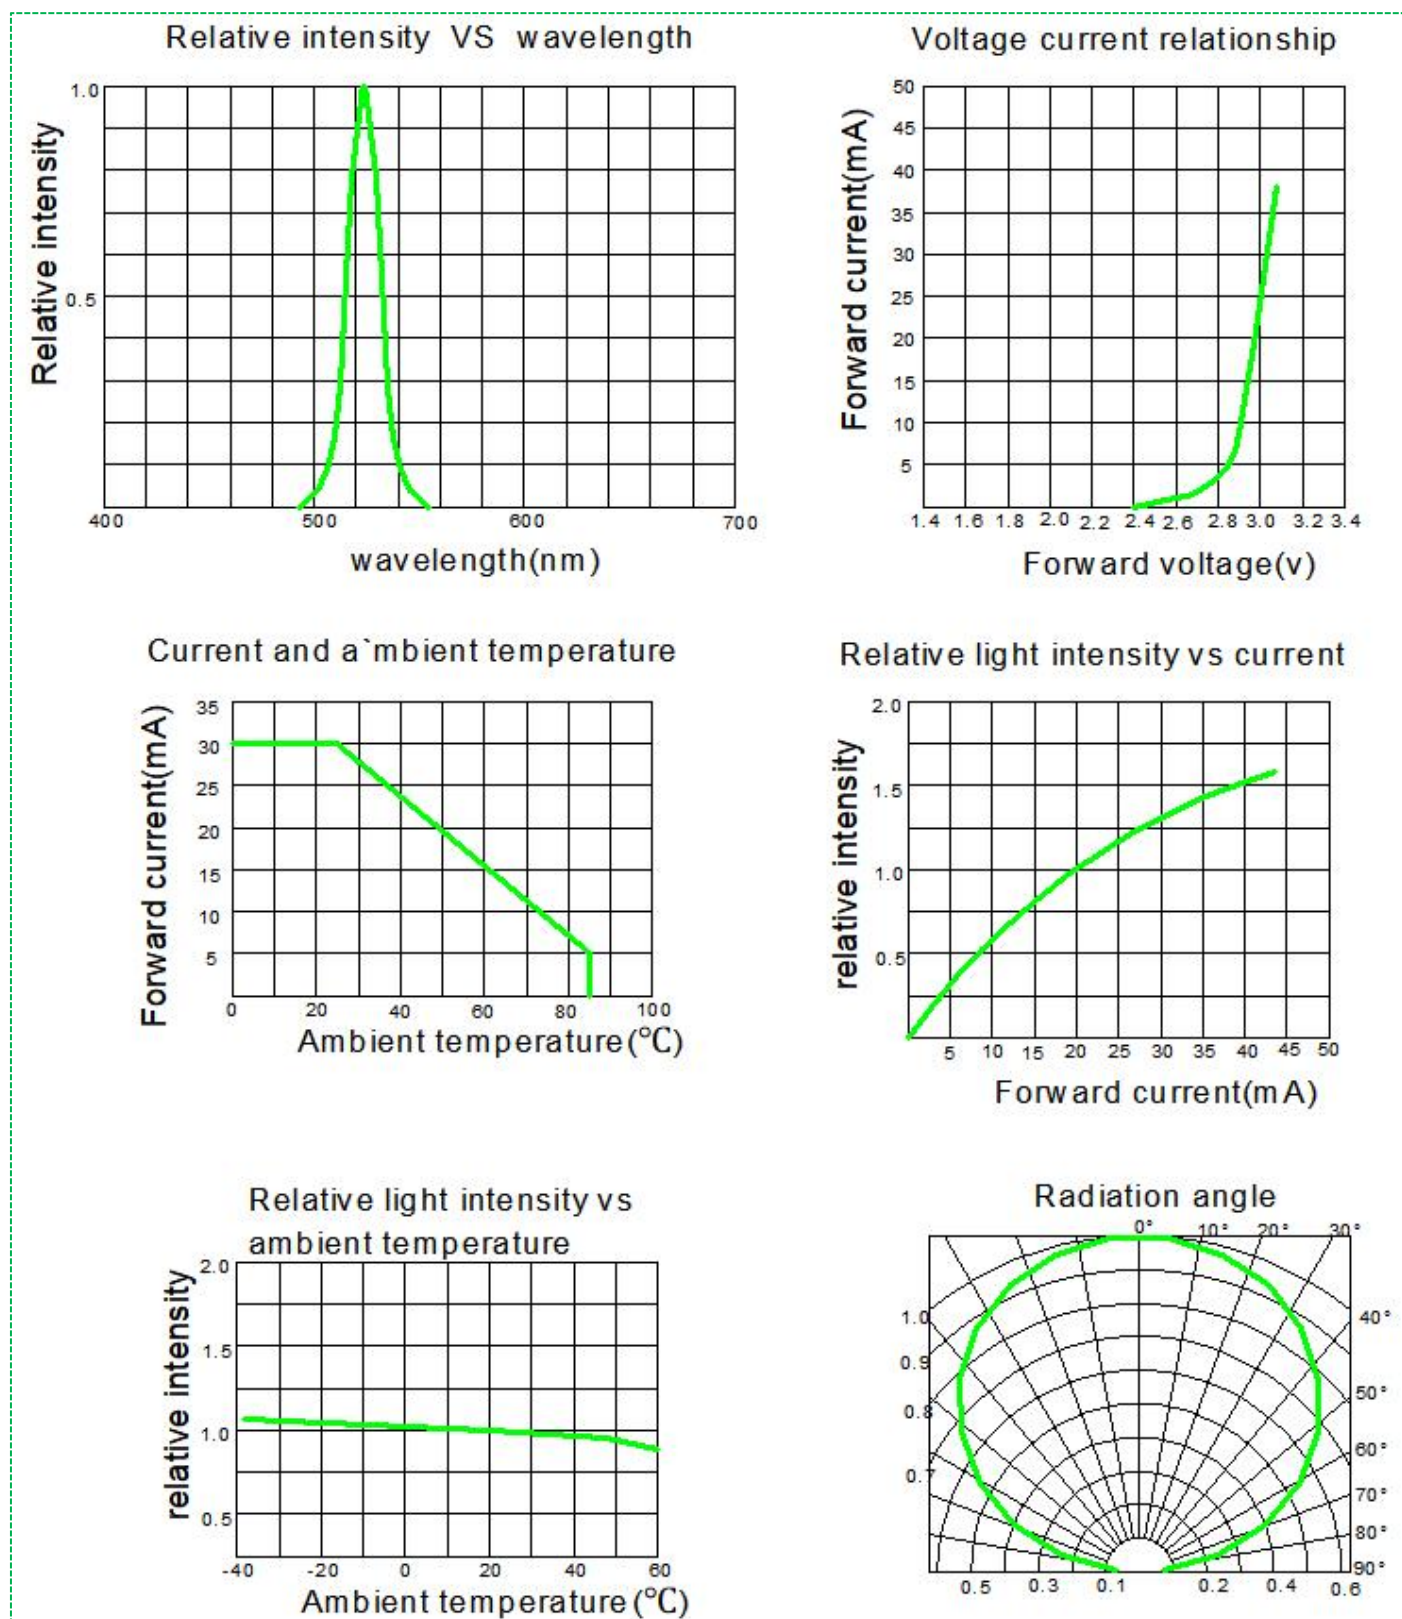 Relative intensity VS wavelength
1.0
0.5
Relative intensity
400 500 600 700
wavelength(nm)
Voltage current relationship
50
45
40
35
30
25
20
15
10
5
Forward current(mA)
1.4 1.6 1.8 2.0 2.2 2.4 2.6 2.8 3.0 3.2 3.4
Forward voltage(v)
Current and a`mbient temperature
35
30
25
20
15
10
5
Forward current(mA)
0 20 40 60 80 100
Ambient temperature(℃)
Relative light intensity vs current
2.0
1.5
1.0
0.5
relative intensity
5 10 15 20 25 30 35 40 45 50
Forward current(mA)
Relative light intensity vs
ambient temperature
2.0
1.5
1.0
0.5
relative intensity
-40 -20 0 20 40 60
Ambient temperature(℃)
Radiation angle
0° 10° 20° 30°
40°
50°
60°
70°
80°
90°
1.0
0.9
0.8
0.7
0.5 0.3 0.1 0.2 0.4 0.6